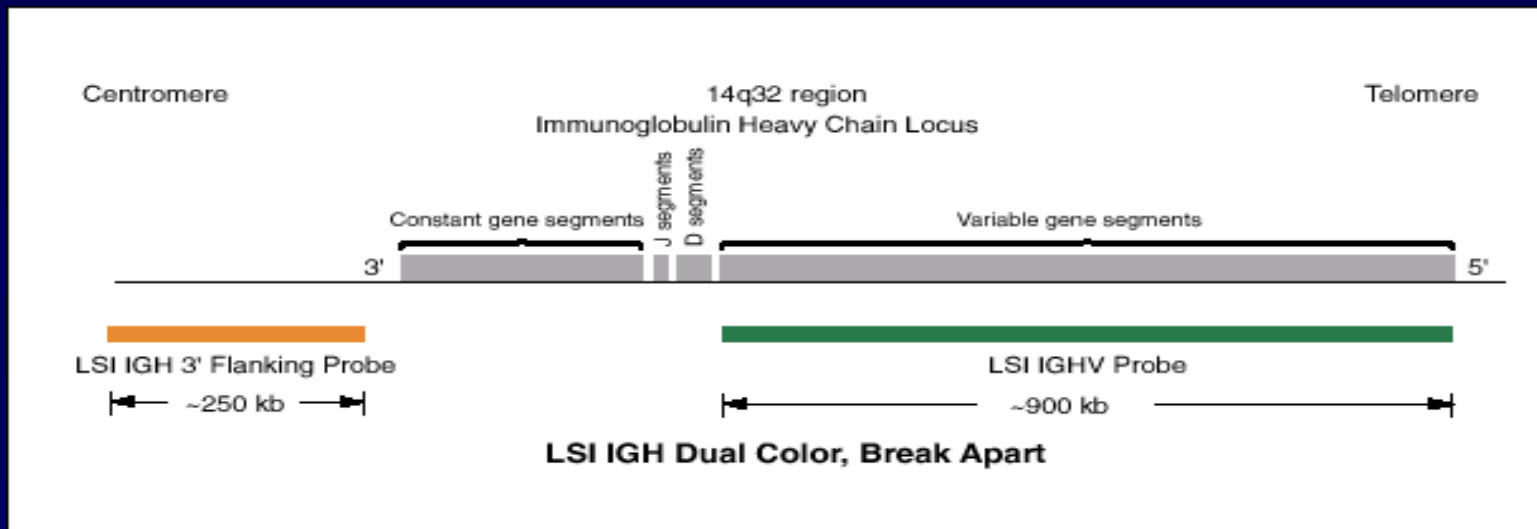 Centromere
14q32 region
Telomere
Immunoglobulin Heavy Chain Locus
J segments
D segments
Constant gene segments
Variable gene segments
3'
5'
LSI IGH 3' Flanking Probe
LSI IGHV Probe
~250 kb
~900 kb
LSI IGH Dual Color, Break Apart